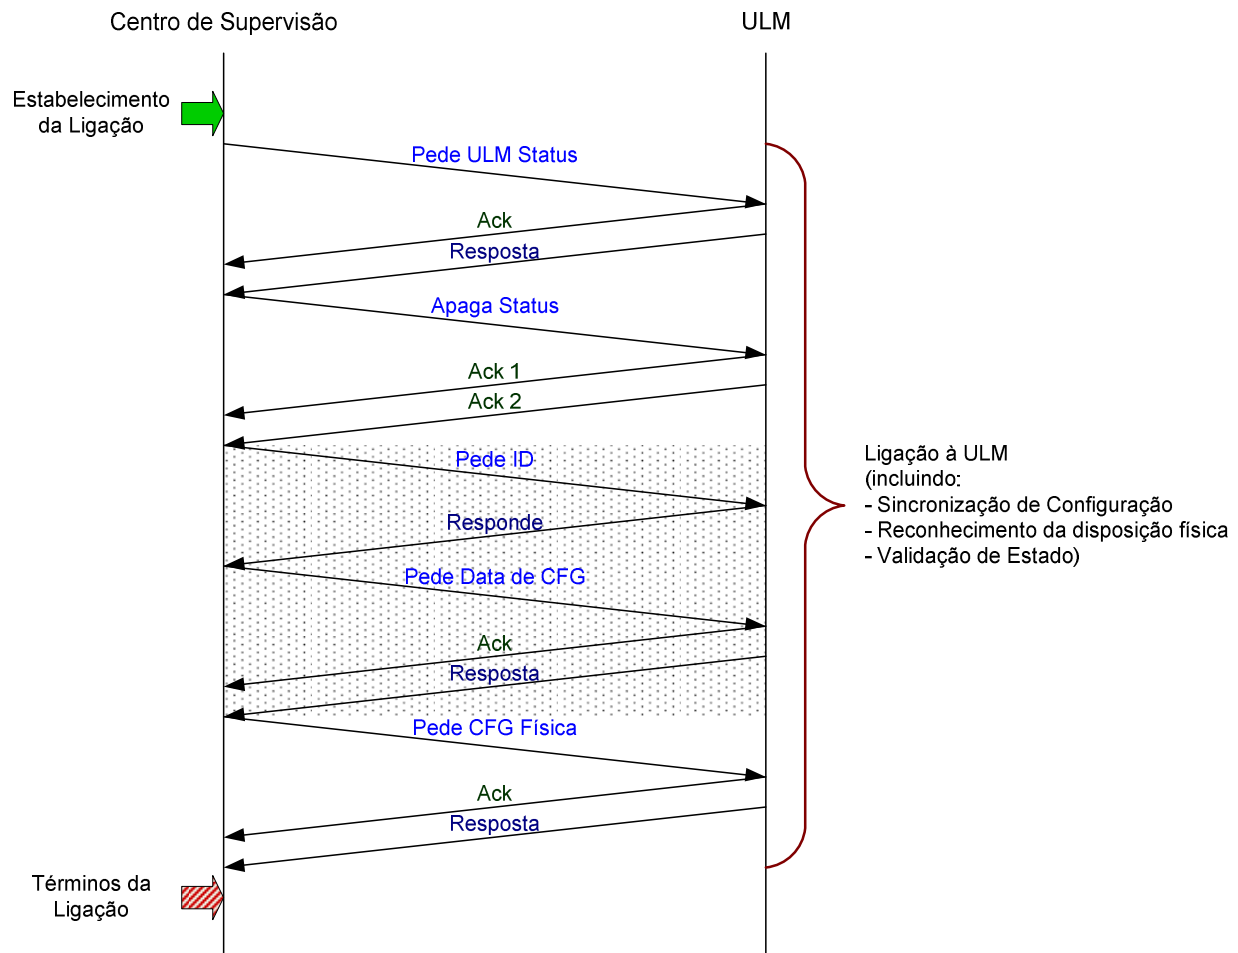 Centro de Supervisão
ULM
Estabelecimento
da Ligação
Pede ULM Status
Ack
Resposta
Apaga Status
Ack 1
Ack 2
Pede ID
Responde
Pede Data de CFG
Ack
Resposta
Pede CFG Física
Ack
Resposta
Ligação à ULM
(incluindo:
- Sincronização de Configuração
- Reconhecimento da disposição física
- Validação de Estado)
Términos da
Ligação